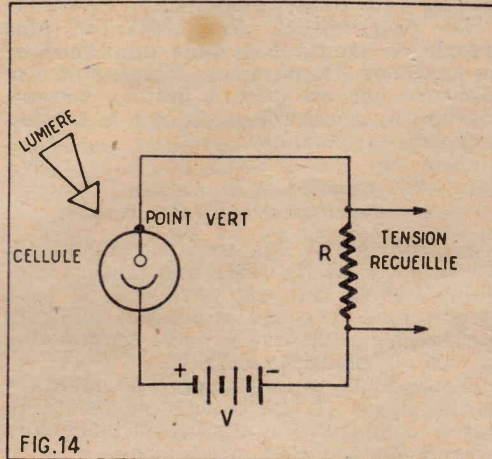 LUMIERE
POINT VERT
CELLULE
R
TENSION
RECUEILLIE
+
−
V
FIG.14